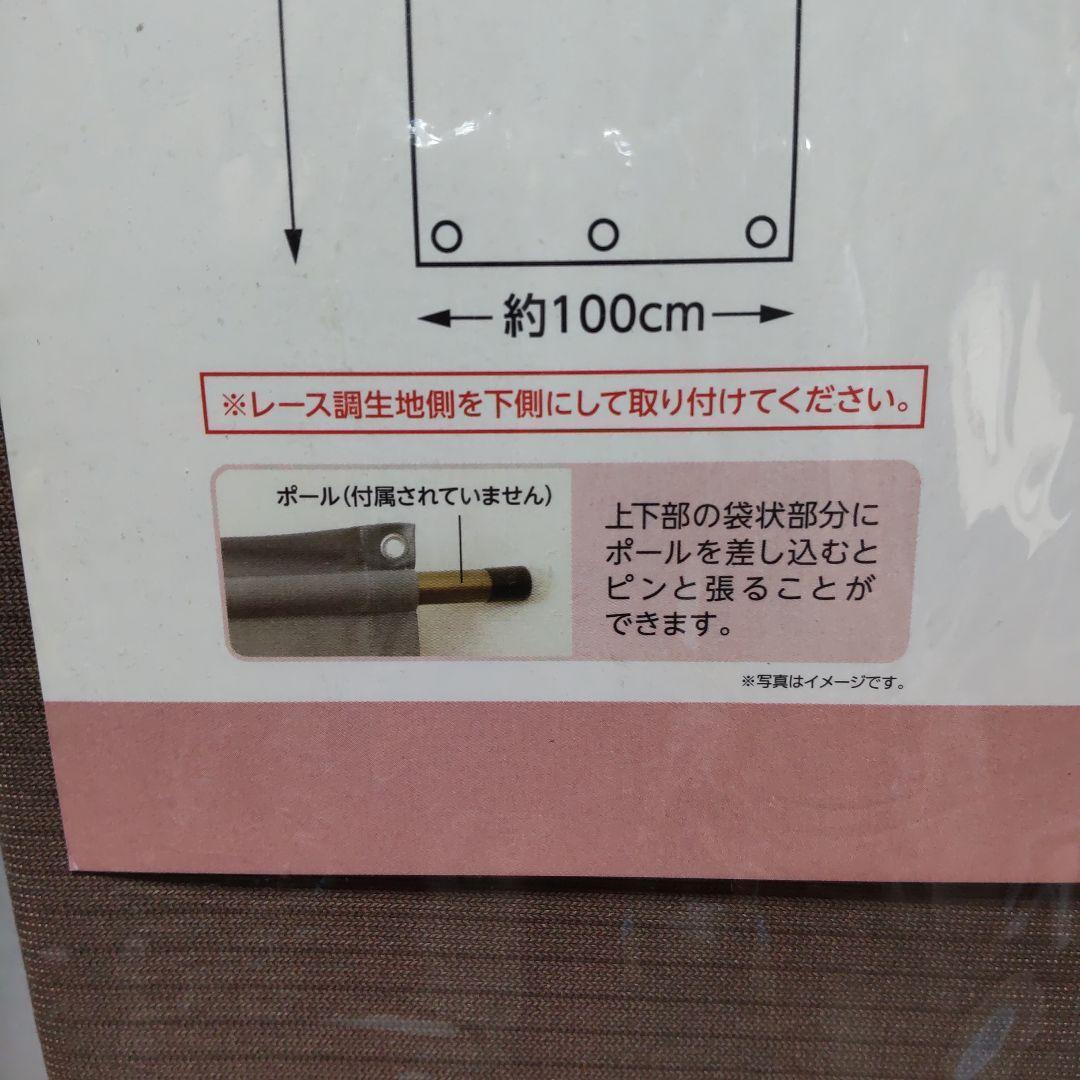 約100cm
※レース調生地側を下側にして取り付けてください。
ポール(付属されていません)
上下部の袋状部分に
ポールを差し込むと
ピンと張ることが
できます。
※写真はイメージです。